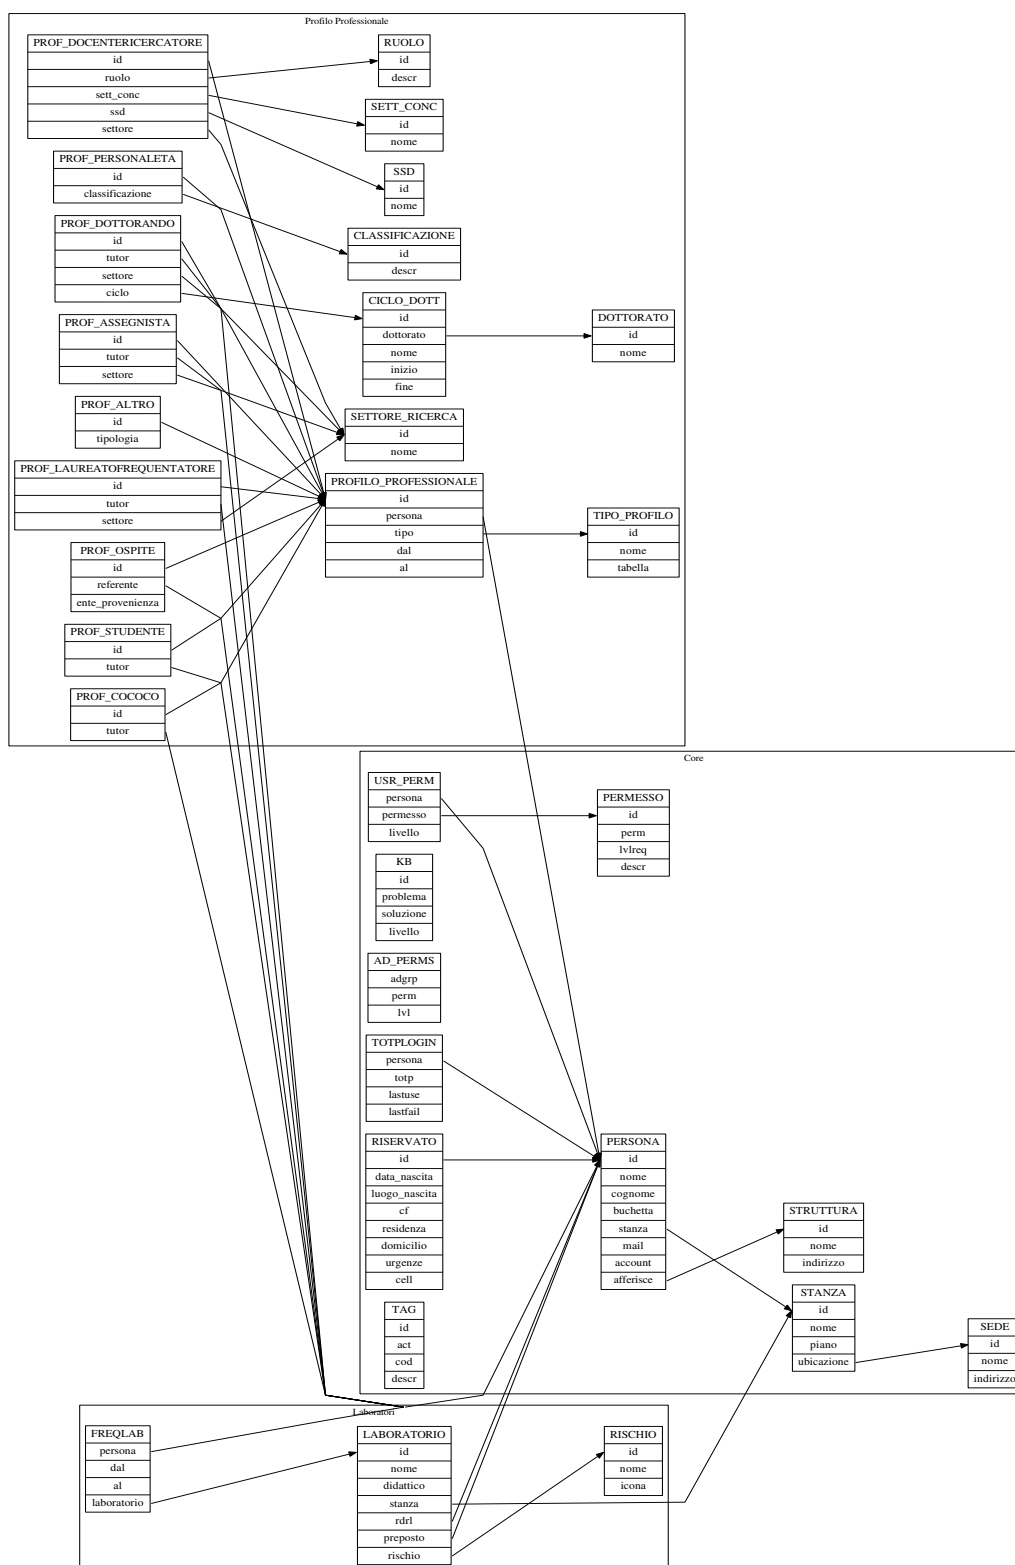 Profilo Professionale
PROF_DOCENTERICERCATORE
id
ruolo
sett_conc
ssd
settore
RUOLO
id
descr
SETT_CONC
id
nome
PROF_PERSONALETA
id
classificazione
SSD
id
nome
PROF_DOTTORANDO
id
tutor
settore
ciclo
CLASSIFICAZIONE
id
descr
CICLO_DOTT
id
dottorato
nome
inizio
fine
DOTTORATO
id
nome
PROF_ASSEGNISTA
id
tutor
settore
PROF_ALTRO
id
tipologia
SETTORE_RICERCA
id
nome
PROF_LAUREATOFREQUENTATORE
id
tutor
settore
PROFILO_PROFESSIONALE
id
persona
tipo
dal
al
TIPO_PROFILO
id
nome
tabella
PROF_OSPITE
id
referente
ente_provenienza
PROF_STUDENTE
id
tutor
PROF_COCOCO
id
tutor
Core
USR_PERM
persona
permesso
livello
PERMESSO
id
perm
lvlreq
descr
KB
id
problema
soluzione
livello
AD_PERMS
adgrp
perm
lvl
TOTPLOGIN
persona
totp
lastuse
lastfail
RISERVATO
id
data_nascita
luogo_nascita
cf
residenza
domicilio
urgenze
cell
PERSONA
id
nome
cognome
buchetta
stanza
mail
account
afferisce
STRUTTURA
id
nome
indirizzo
STANZA
id
nome
piano
ubicazione
SEDE
id
nome
indirizzo
TAG
id
act
cod
descr
Laboratori
FREQLAB
persona
dal
al
laboratorio
LABORATORIO
id
nome
didattico
stanza
rdrl
preposto
rischio
RISCHIO
id
nome
icona